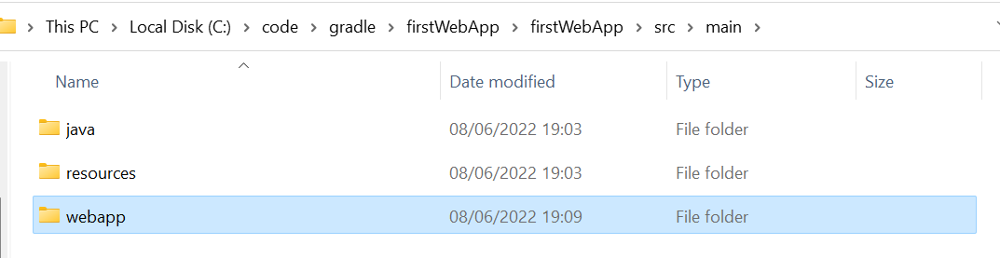 This PC > Local Disk (C:) > code > gradle > firstWebApp > firstWebApp > src > main >
Name Date modified Type Size
java 08/06/2022 19:03 File folder
resources 08/06/2022 19:03 File folder
webapp 08/06/2022 19:09 File folder